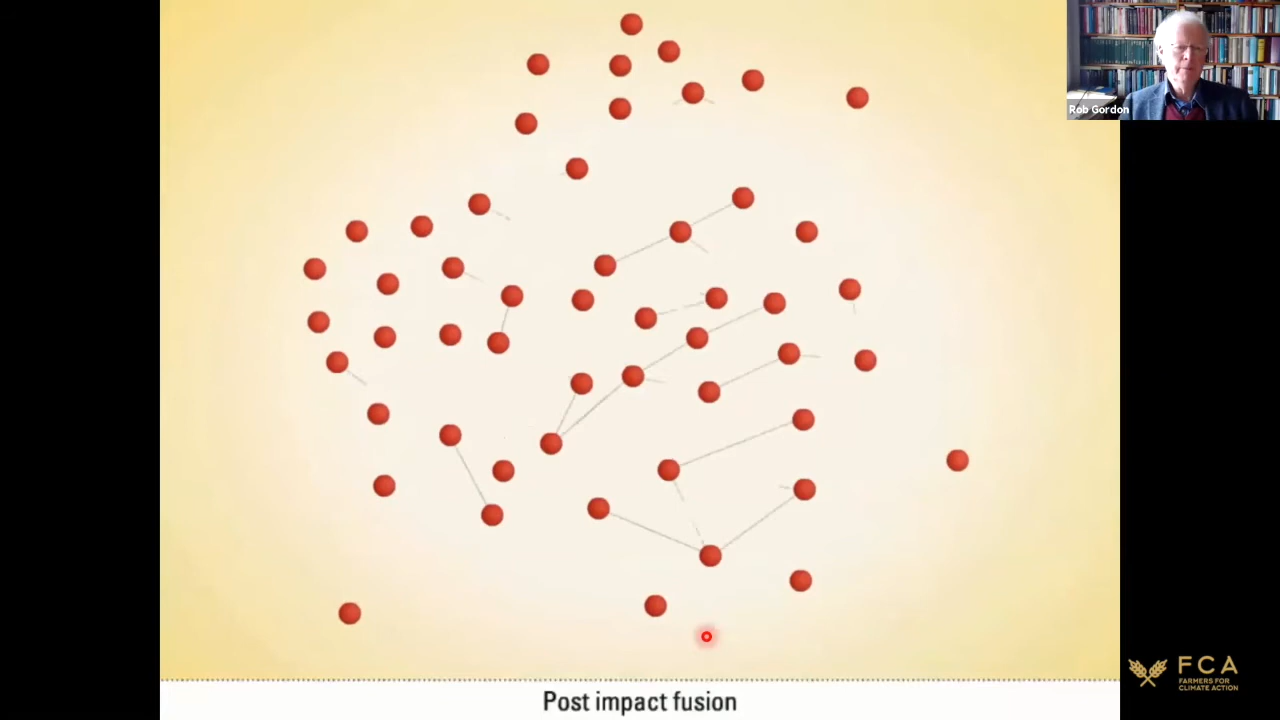 Rob Gordon
FCA
FARMERS FOR
CLIMATE ACTION
Post impact fusion